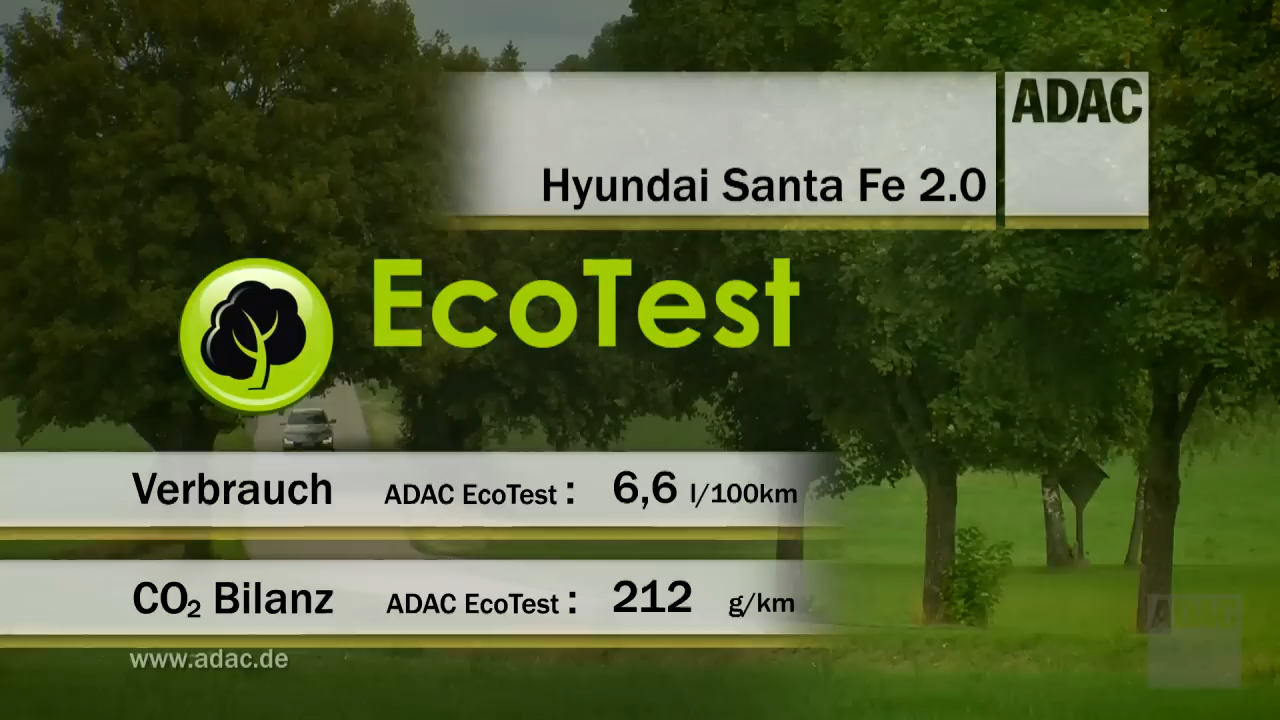 ADAC
Hyundai Santa Fe 2.0
EcoTest
Verbrauch ADAC EcoTest : 6,6 l/100km
CO₂ Bilanz ADAC EcoTest : 212 g/km
www.adac.de
ADAC